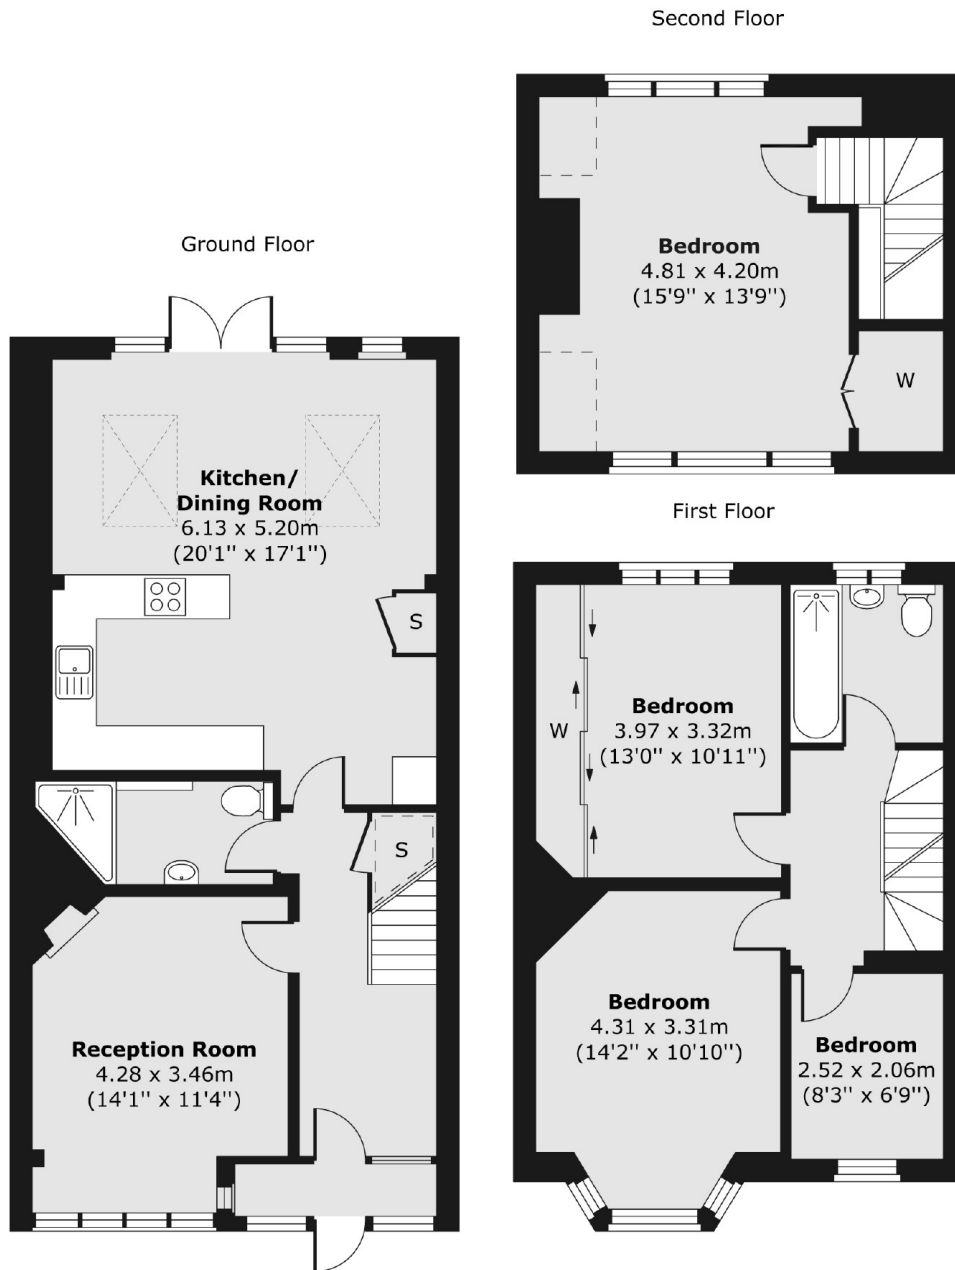 Second Floor
Bedroom
4.81 x 4.20m
(15'9'' x 13'9'')
W
Ground Floor
Kitchen/
Dining Room
6.13 x 5.20m
(20'1'' x 17'1'')
S
S
Reception Room
4.28 x 3.46m
(14'1'' x 11'4'')
First Floor
W
Bedroom
3.97 x 3.32m
(13'0'' x 10'11'')
Bedroom
4.31 x 3.31m
(14'2'' x 10'10'')
Bedroom
2.52 x 2.06m
(8'3'' x 6'9'')